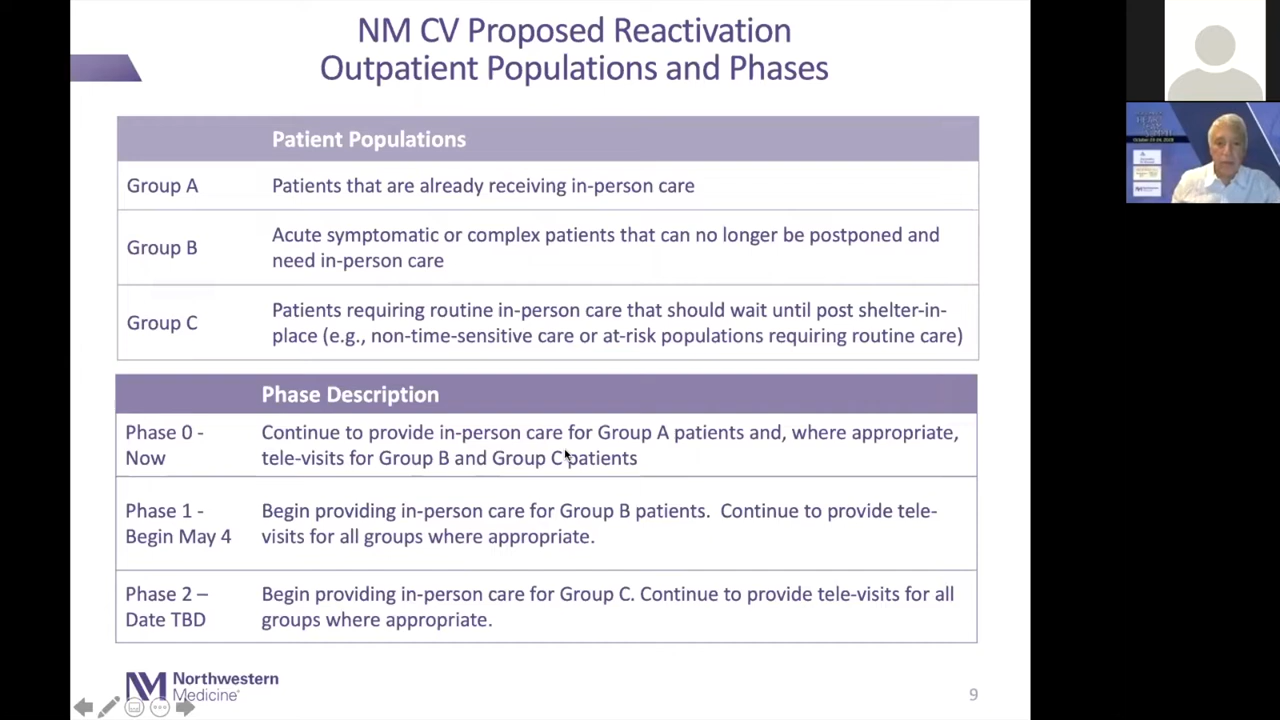 NM CV Proposed Reactivation
Outpatient Populations and Phases
Patient Populations
Group A
Patients that are already receiving in-person care
Group B
Acute symptomatic or complex patients that can no longer be postponed and
need in-person care
Group C
Patients requiring routine in-person care that should wait until post shelter-in-
place (e.g., non-time-sensitive care or at-risk populations requiring routine care)
Phase Description
Phase 0 -
Now
Continue to provide in-person care for Group A patients and, where appropriate,
tele-visits for Group B and Group C patients
Phase 1 -
Begin May 4
Begin providing in-person care for Group B patients.  Continue to provide tele-
visits for all groups where appropriate.
Phase 2 –
Date TBD
Begin providing in-person care for Group C. Continue to provide tele-visits for all
groups where appropriate.
Northwestern
Medicine
9